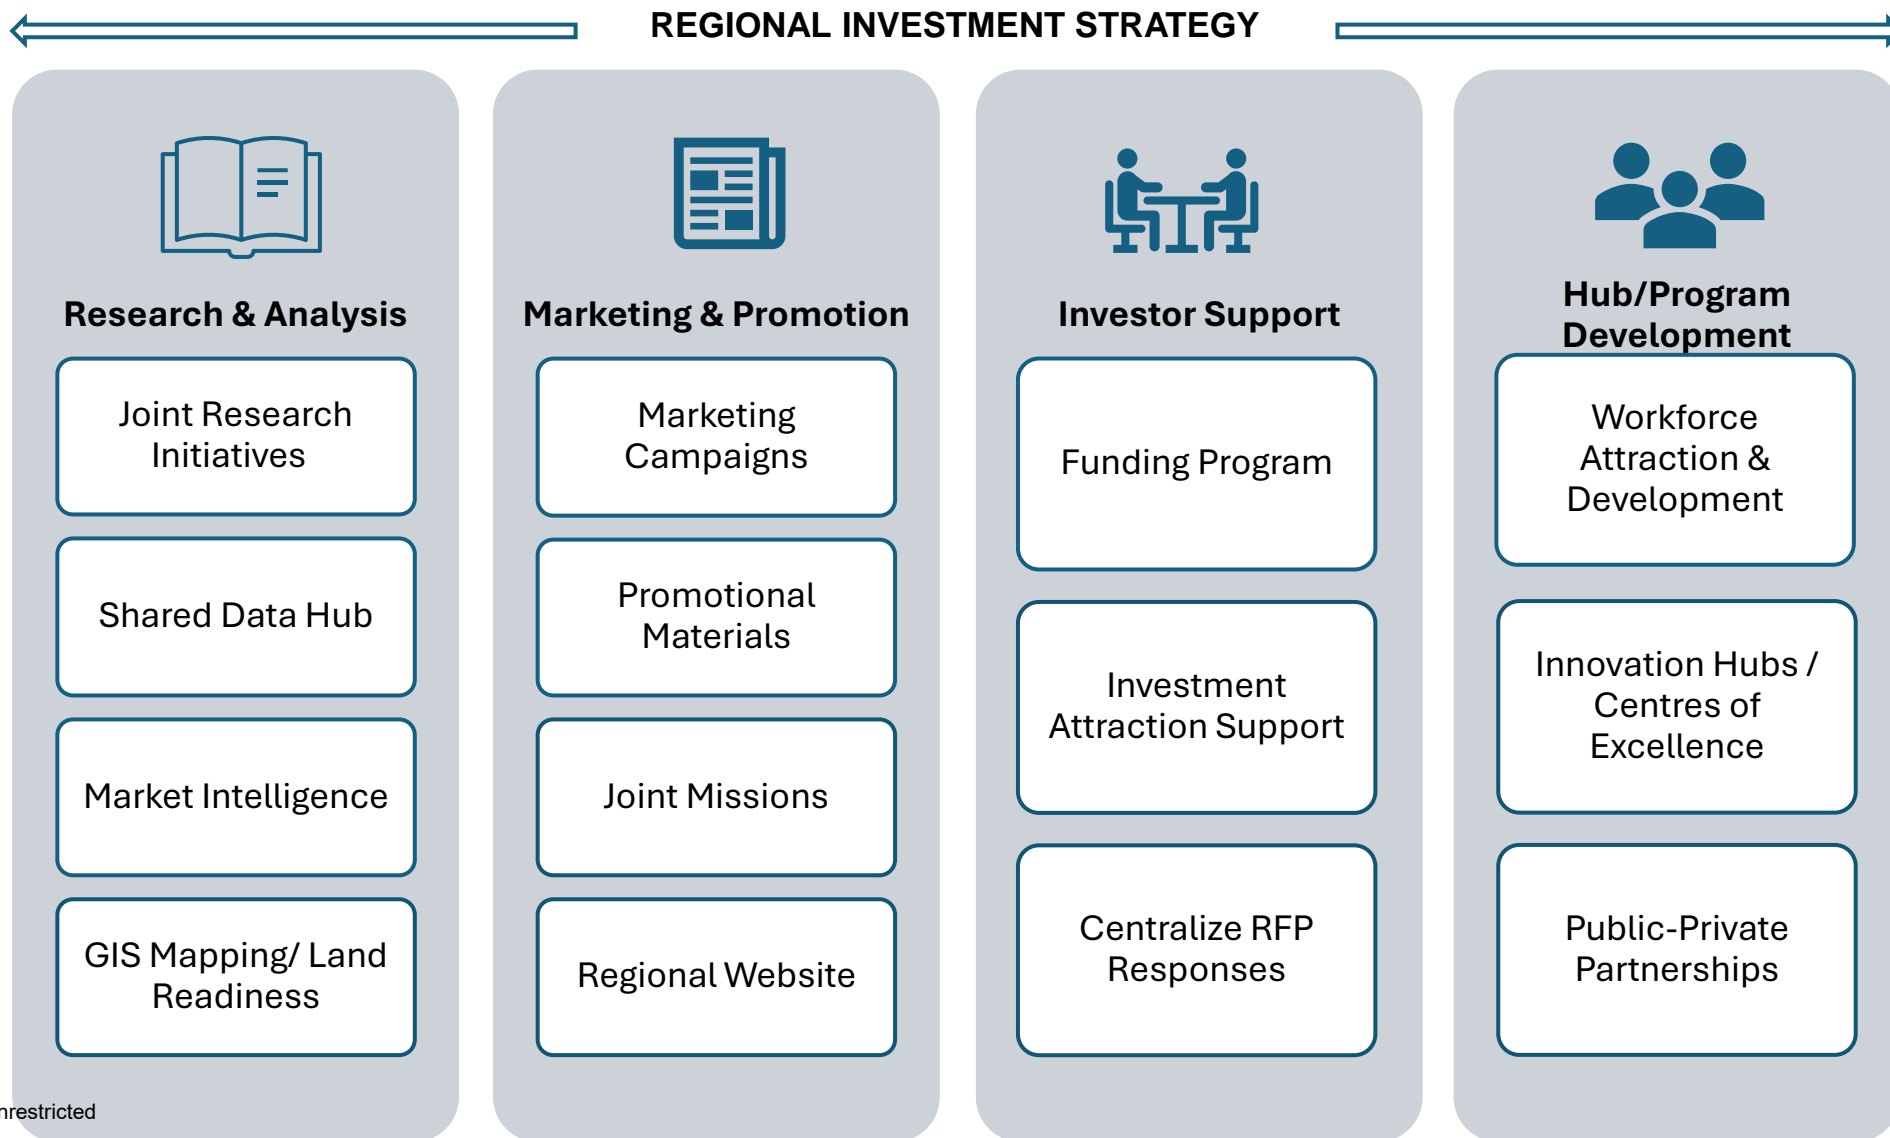 REGIONAL INVESTMENT STRATEGY
Research & Analysis
Joint Research
Initiatives
Shared Data Hub
Market Intelligence
GIS Mapping/ Land
Readiness
Marketing & Promotion
Marketing
Campaigns
Promotional
Materials
Joint Missions
Regional Website
Investor Support
Funding Program
Investment
Attraction Support
Centralize RFP
Responses
Hub/Program
Development
Workforce
Attraction &
Development
Innovation Hubs /
Centres of
Excellence
Public-Private
Partnerships
nrestricted